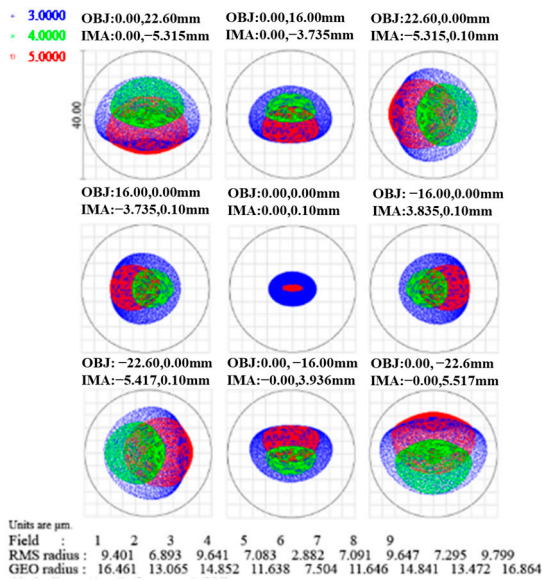 3.0000
4.0000
5.0000
OBJ:0.00,22.60mm
IMA:0.00,−5.315mm
OBJ:0.00,16.00mm
IMA:0.00,−3.735mm
OBJ:22.60,0.00mm
IMA:−5.315,0.10mm
40.00
OBJ:16.00,0.00mm
IMA:−3.735,0.10mm
OBJ:0.00,0.00mm
IMA:0.00,0.10mm
OBJ: −16.00,0.00mm
IMA:3.835,0.10mm
OBJ: −22.60,0.00mm
IMA:−5.417,0.10mm
OBJ:0.00, −16.00mm
IMA:−0.00,3.936mm
OBJ:0.00, −22.6mm
IMA:−0.00,5.517mm
Units are µm.
Field : 1 2 3 4 5 6 7 8 9
RMS radius : 9.401 6.893 9.641 7.083 2.882 7.091 9.647 7.295 9.799
GEO radius : 16.461 13.065 14.852 11.638 7.504 11.646 14.841 13.472 16.864